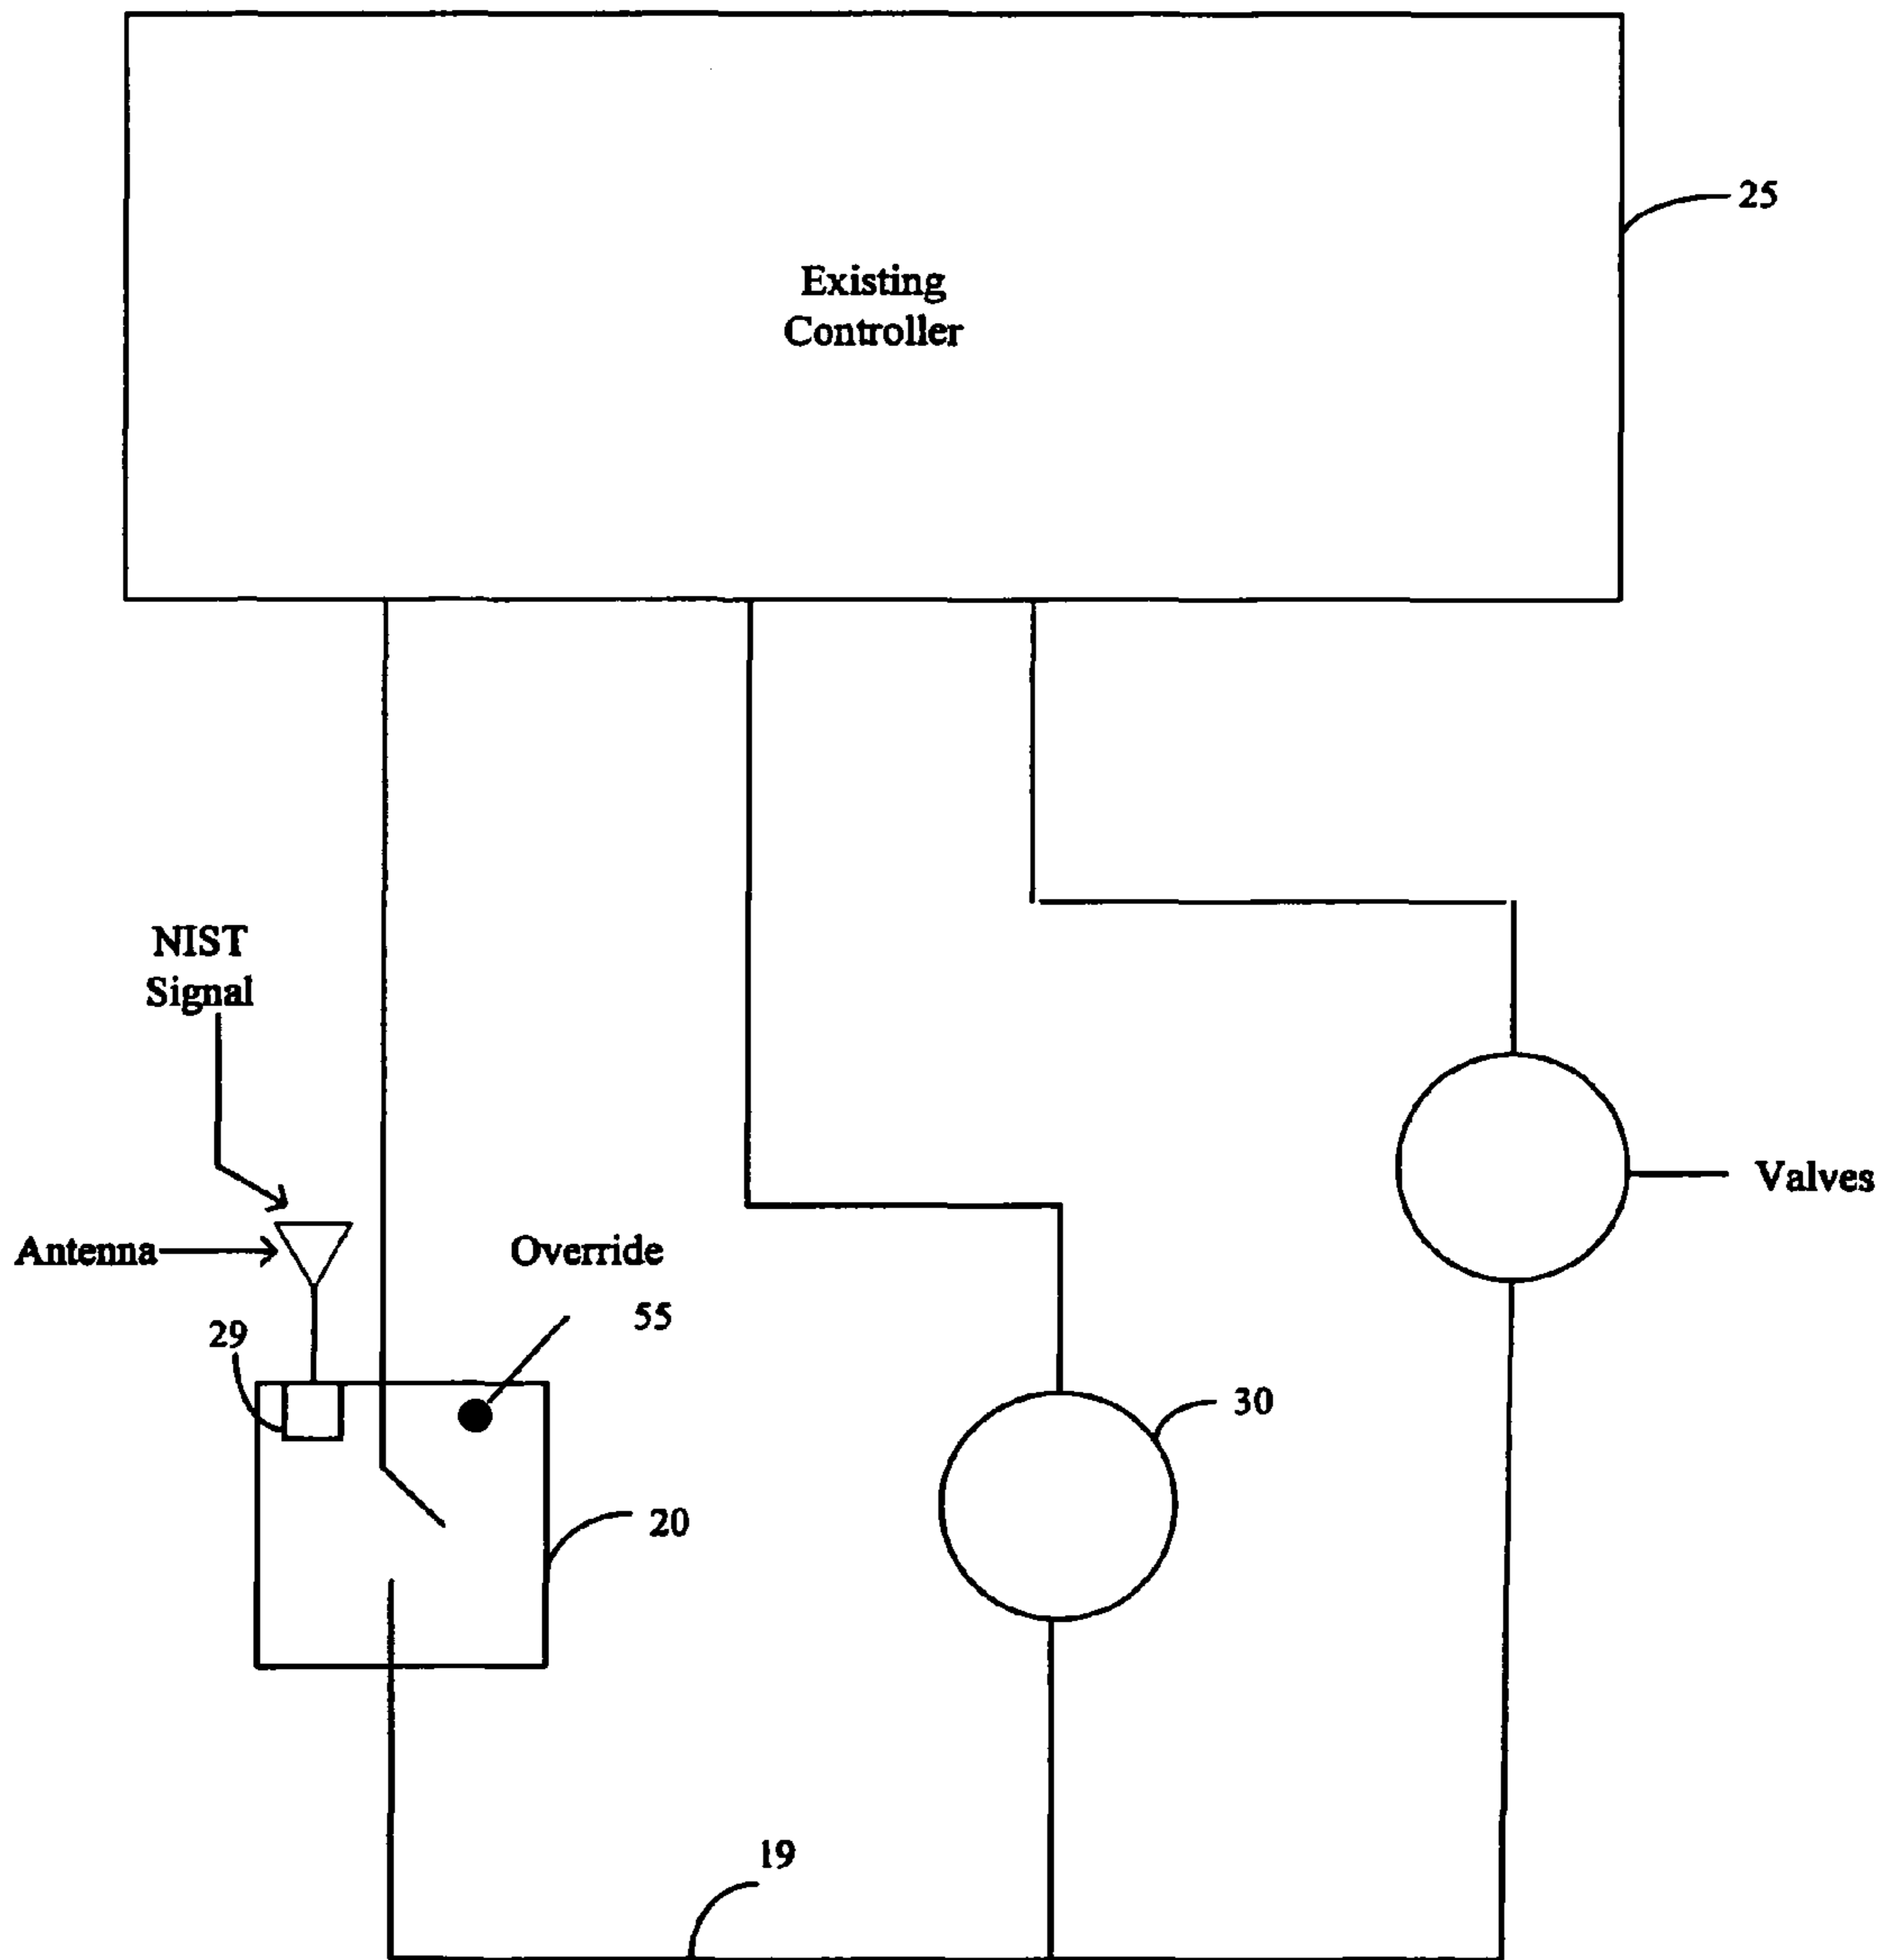 25
Existing
Controller
NIST
Signal
Valves
Antenna
Override
55
29
30
20
19